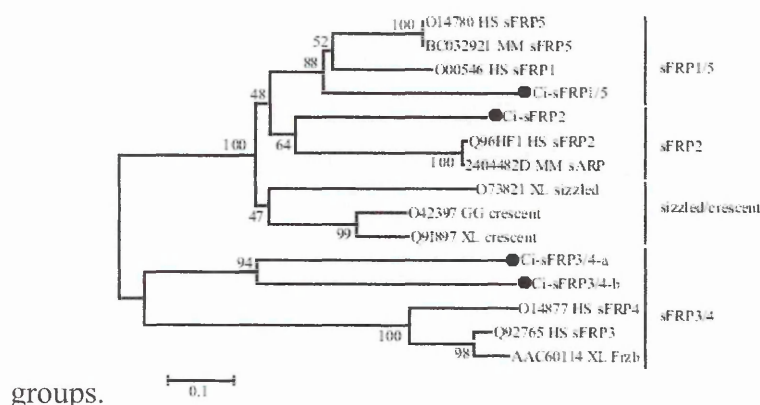 100
O14780 HS sFRP5
BC032921 MM sFRP5
52
O00546 HS sFRP1
88
Ci-sFRP1/5
sFRP1/5
48
Ci-sFRP2
Q96HF1 HS sFRP2
64
100
2404482D MM sARP
sFRP2
100
O73821 XL sizzled
47
O42397 GG crescent
99
Q9I897 XL crescent
sizzled/crescent
94
Ci-sFRP3/4-a
Ci-sFRP3/4-b
O14877 HS sFRP4
100
Q92765 HS sFRP3
98
AAC60114 XL Frzb
sFRP3/4
0.1
groups.